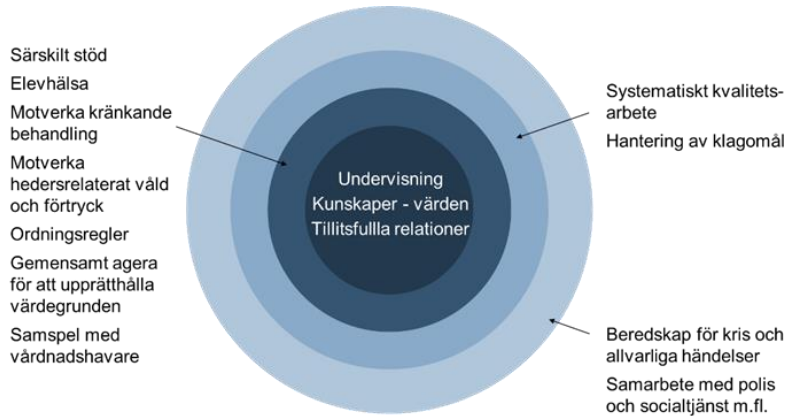 Särskilt stöd
Elevhälsa
Motverka kränkande
behandling
Motverka
hedersrelaterat våld
och förtryck
Ordningsregler
Gemensamt agera
för att upprätthålla
värdegrunden
Samspel med
vårdnadshavare
Undervisning
Kunskaper - värden
Tillitsfullla relationer
Systematiskt kvalitets-
arbete
Hantering av klagomål
Beredskap för kris och
allvarliga händelser
Samarbete med polis
och socialtjänst m.fl.